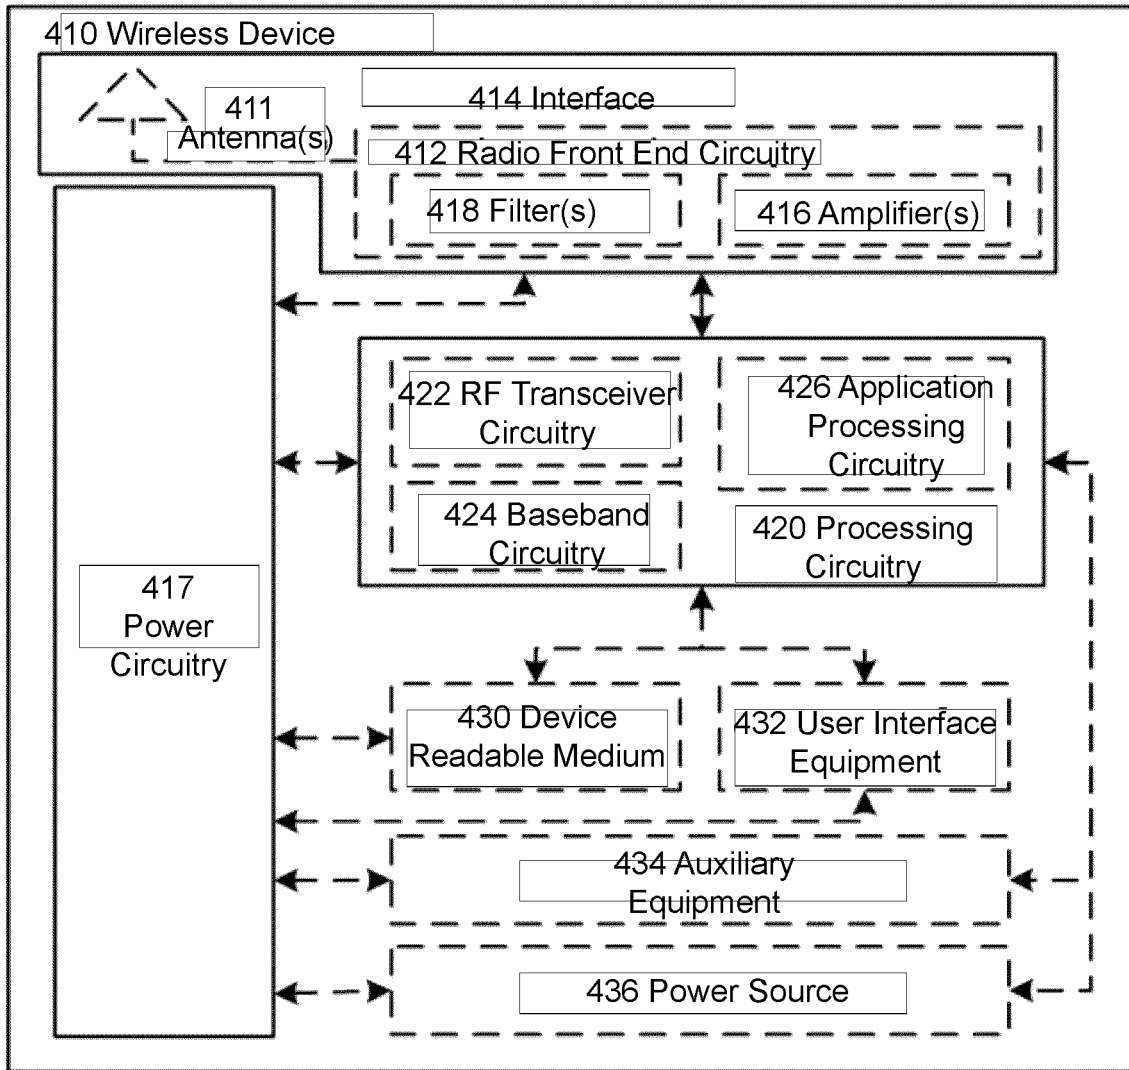 410 Wireless Device
411
Antenna(s)
414 Interface
412 Radio Front End Circuitry
418 Filter(s)
416 Amplifier(s)
422 RF Transceiver
Circuitry
426 Application
Processing
Circuitry
424 Baseband
Circuitry
420 Processing
Circuitry
417
Power
Circuitry
430 Device
Readable Medium
432 User Interface
Equipment
434 Auxiliary
Equipment
436 Power Source